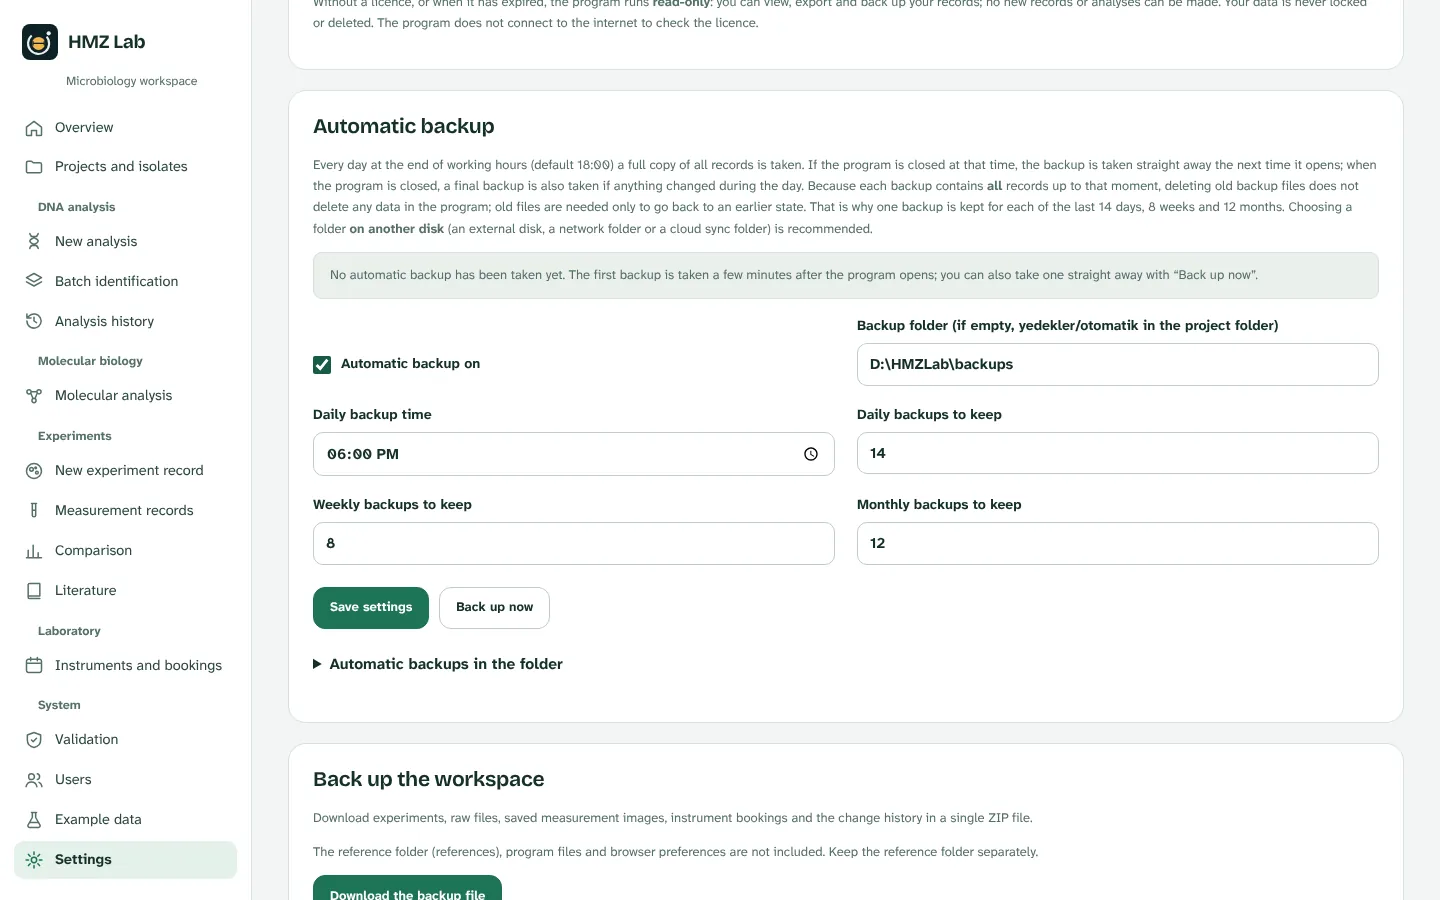 HMZ Lab
Microbiology workspace
Overview
Projects and isolates
DNA analysis
New analysis
Batch identification
Analysis history
Molecular biology
Molecular analysis
Experiments
New experiment record
Measurement records
Comparison
Literature
Laboratory
Instruments and bookings
System
Validation
Users
Example data
Settings
Without a licence, or when it has expired, the program runs read-only: you can view, export and back up your records; no new records or analyses can be made. Your data is never locked
or deleted. The program does not connect to the internet to check the licence.
Automatic backup
Every day at the end of working hours (default 18:00) a full copy of all records is taken. If the program is closed at that time, the backup is taken straight away the next time it opens; when
the program is closed, a final backup is also taken if anything changed during the day. Because each backup contains all records up to that moment, deleting old backup files does not
delete any data in the program; old files are needed only to go back to an earlier state. That is why one backup is kept for each of the last 14 days, 8 weeks and 12 months. Choosing a
folder on another disk (an external disk, a network folder or a cloud sync folder) is recommended.
No automatic backup has been taken yet. The first backup is taken a few minutes after the program opens; you can also take one straight away with “Back up now”.
Automatic backup on
Backup folder (if empty, yedekler/otomatik in the project folder)
D:\HMZLab\backups
Daily backup time
06:00 PM
Daily backups to keep
14
Weekly backups to keep
8
Monthly backups to keep
12
Save settings
Back up now
Automatic backups in the folder
Back up the workspace
Download experiments, raw files, saved measurement images, instrument bookings and the change history in a single ZIP file.
The reference folder (references), program files and browser preferences are not included. Keep the reference folder separately.
Download the backup file